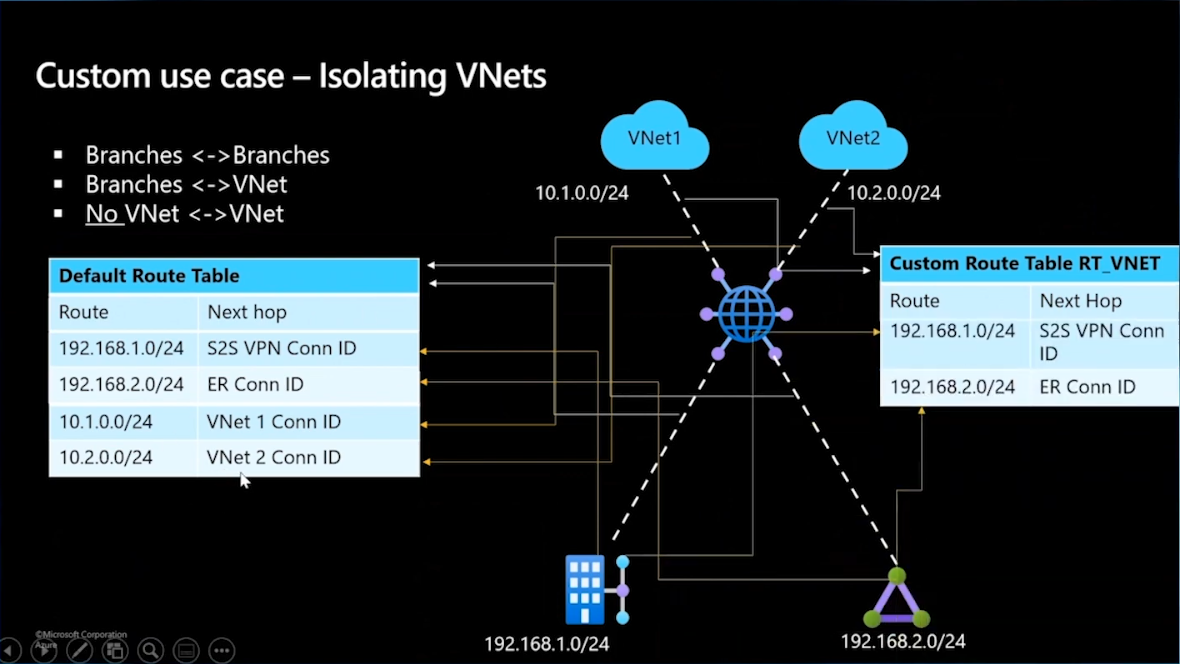 Custom use case – Isolating VNets
▪ Branches <->Branches
▪ Branches <->VNet
▪ No VNet <->VNet
VNet1
VNet2
10.1.0.0/24
10.2.0.0/24
Default Route Table
Route Next hop
192.168.1.0/24 S2S VPN Conn ID
192.168.2.0/24 ER Conn ID
10.1.0.0/24 VNet 1 Conn ID
10.2.0.0/24 VNet 2 Conn ID
Custom Route Table RT_VNET
Route Next Hop
192.168.1.0/24 S2S VPN Conn
ID
192.168.2.0/24 ER Conn ID
192.168.1.0/24
192.168.2.0/24
©Microsoft Corporation
Azure